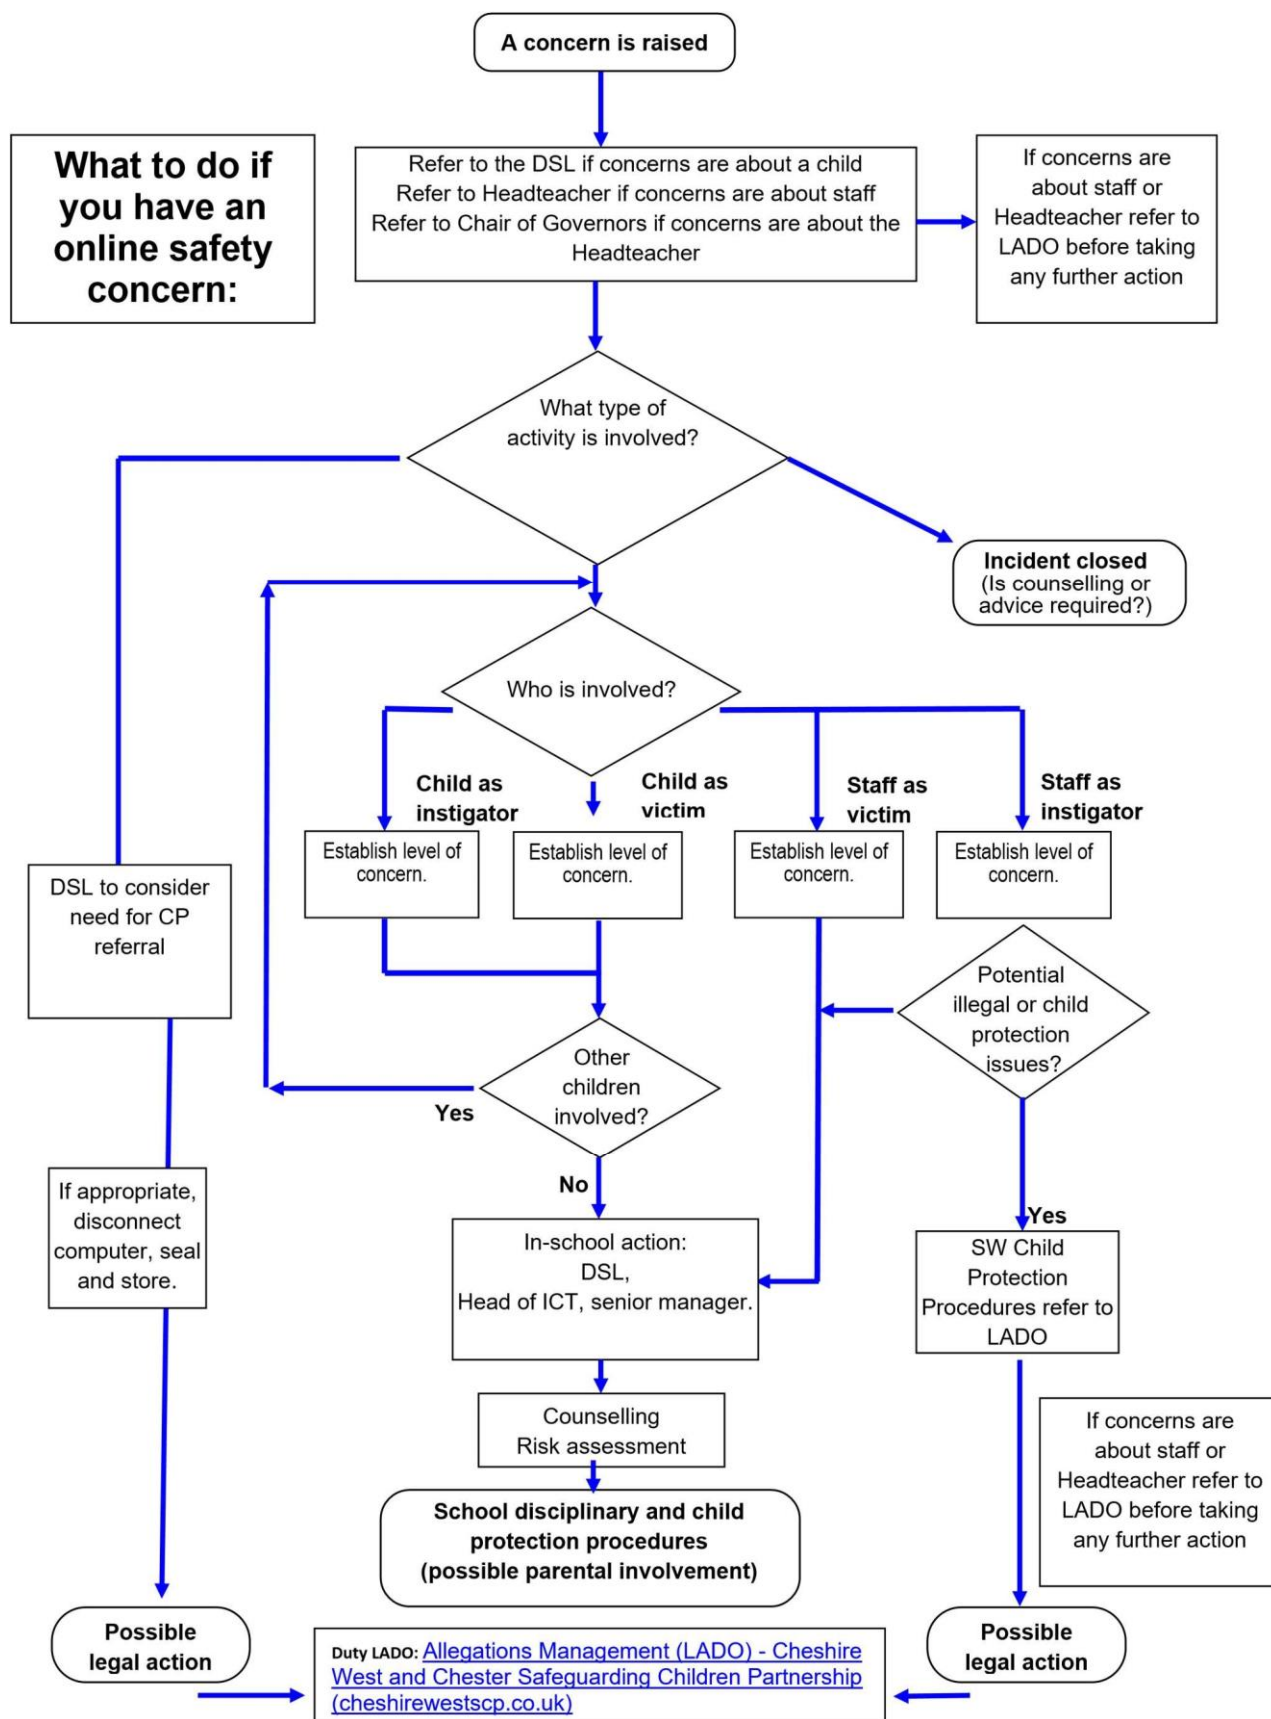 A concern is raised
What to do if
you have an
online safety
concern:
Refer to the DSL if concerns are about a child
Refer to Headteacher if concerns are about staff
Refer to Chair of Governors if concerns are about the
Headteacher
If concerns are
about staff or
Headteacher refer to
LADO before taking
any further action
What type of
activity is involved?
Incident closed
(Is counselling or
advice required?)
Who is involved?
Child as
instigator
Child as
victim
Staff as
victim
Staff as
instigator
Establish level of
concern.
Establish level of
concern.
Establish level of
concern.
Establish level of
concern.
DSL to consider
need for CP
referral
Potential
illegal or child
protection
issues?
Other
children
involved?
Yes
No
If appropriate,
disconnect
computer, seal
and store.
In-school action:
DSL,
Head of ICT, senior manager.
Yes
SW Child
Protection
Procedures refer to
LADO
Counselling
Risk assessment
If concerns are
about staff or
Headteacher refer to
LADO before taking
any further action
School disciplinary and child
protection procedures
(possible parental involvement)
Possible
legal action
Duty LADO: Allegations Management (LADO) - Cheshire
West and Chester Safeguarding Children Partnership
(cheshirewestscp.co.uk)
Possible
legal action